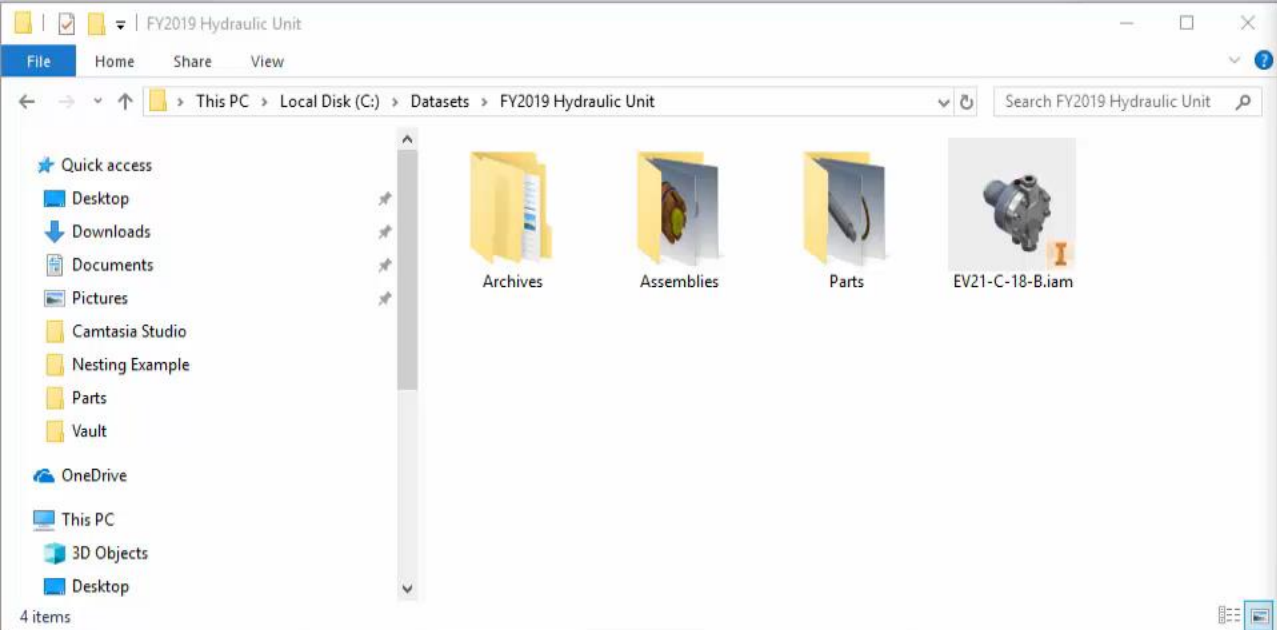 FY2019 Hydraulic Unit
File Home Share View
This PC > Local Disk (C:) > Datasets > FY2019 Hydraulic Unit
Search FY2019 Hydraulic Unit
Quick access
Desktop
Downloads
Documents
Pictures
Camtasia Studio
Nesting Example
Parts
Vault
OneDrive
This PC
3D Objects
Desktop
Archives
Assemblies
Parts
I
EV21-C-18-B.iam
4 items